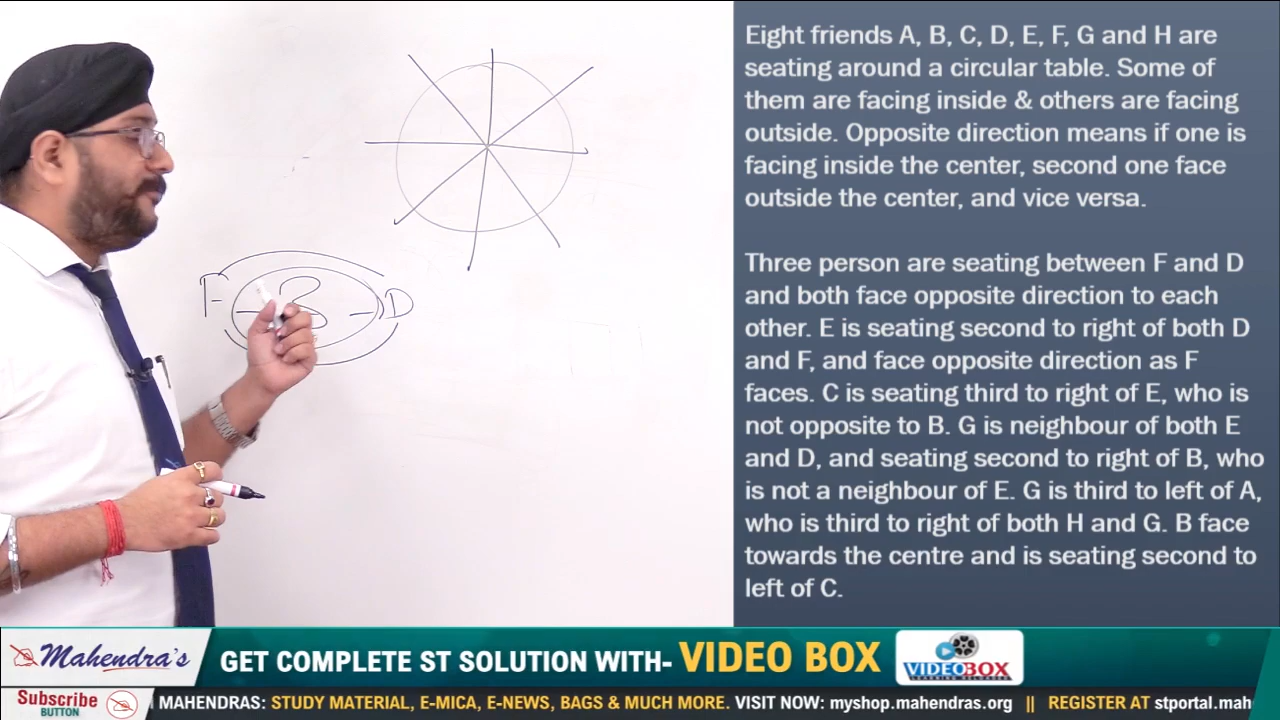 Eight friends A, B, C, D, E, F, G and H are
seating around a circular table. Some of
them are facing inside & others are facing
outside. Opposite direction means if one is
facing inside the center, second one face
outside the center, and vice versa.
Three person are seating between F and D
and both face opposite direction to each
other. E is seating second to right of both D
and F, and face opposite direction as F
faces. C is seating third to right of E, who is
not opposite to B. G is neighbour of both E
and D, and seating second to right of B, who
is not a neighbour of E. G is third to left of A,
who is third to right of both H and G. B face
towards the centre and is seating second to
left of C.
F
D
Mahendra's
GET COMPLETE ST SOLUTION WITH- VIDEO BOX
VIDEOBOX
Subscribe
BUTTON
MAHENDRAS: STUDY MATERIAL, E-MICA, E-NEWS, BAGS & MUCH MORE. VISIT NOW: myshop.mahendras.org || REGISTER AT stportal.mah